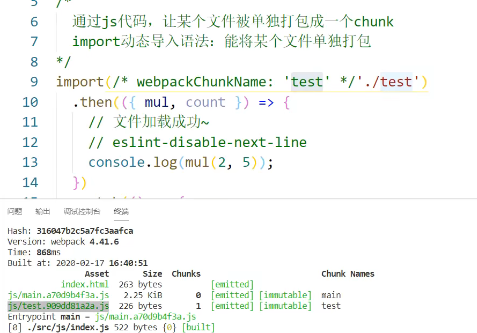 5 /*
6 通过js代码，让某个文件被单独打包成一个chunk
7 import动态导入语法：能将某个文件单独打包
8 */
9 import(/* webpackChunkName: 'test' */'./test')
10 .then(({ mul, count }) => {
11 // 文件加载成功~
12 // eslint-disable-next-line
13 console.log(mul(2, 5));
14 })
问题 输出 调试控制台 终端
Hash: 316047b2c5a7fc3aafca
Version: webpack 4.41.6
Time: 868ms
Built at: 2020-02-17 16:40:51
Asset Size Chunks Chunk Names
index.html 263 bytes [emitted]
js/main.a70d9b4f3a.js 2.25 KiB 0 [emitted] [immutable] main
js/test.909dd81a2a.js 226 bytes 1 [emitted] [immutable] test
Entrypoint main = js/main.a70d9b4f3a.js
[0] ./src/js/index.js 522 bytes {0} [built]